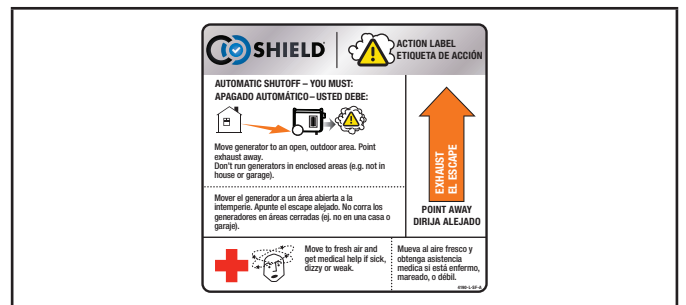 CO SHIELD®
ACTION LABEL
ETIQUETA DE ACCIÓN
AUTOMATIC SHUTOFF – YOU MUST:
APAGADO AUTOMÁTICO – USTED DEBE:
Move generator to an open, outdoor area. Point
exhaust away.
Don't run generators in enclosed areas (e.g. not in
house or garage).
Mover el generador a un área abierta a la
intemperie. Apunte el escape alejado. No corra los
generadores en áreas cerradas (ej. no en una casa o
garaje).
EXHAUST
EL ESCAPE
POINT AWAY
DIRIJA ALEJADO
Move to fresh air and
get medical help if sick,
dizzy or weak.
Mueva al aire fresco y
obtenga asistencia
medica si está enfermo,
mareado, o débil.